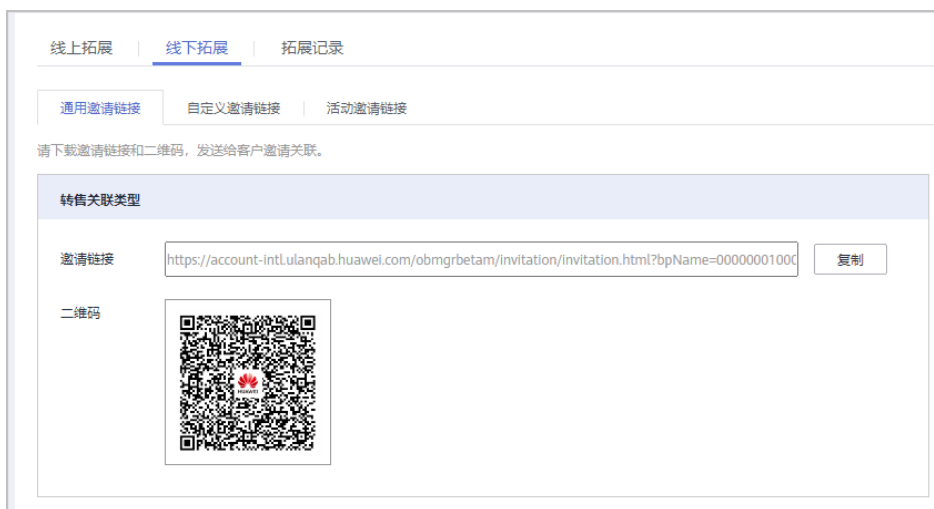 线上拓展 线下拓展 拓展记录
通用邀请链接 自定义邀请链接 活动邀请链接
请下载邀请链接和二维码，发送给客户邀请关联。
转售关联类型
邀请链接 https://account-intl.ulanqab.huawei.com/obmgrbetam/invitation/invitation.html?bpName=00000001000 复制
二维码
HUAWEI